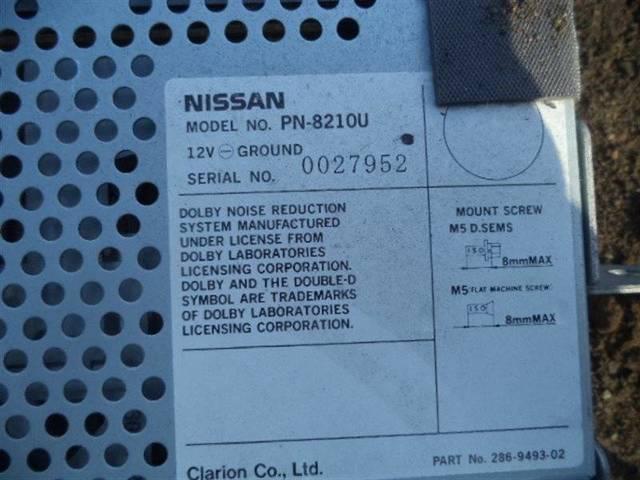 NISSAN
MODEL NO. PN-8210U
12V ⊖ GROUND
SERIAL NO. 0027952
DOLBY NOISE REDUCTION
SYSTEM MANUFACTURED
UNDER LICENSE FROM
DOLBY LABORATORIES
LICENSING CORPORATION.
DOLBY AND THE DOUBLE-D
SYMBOL ARE TRADEMARKS
OF DOLBY LABORATORIES
LICENSING CORPORATION.
MOUNT SCREW
M5 D.SEMS
ISO
8mmMAX
M5(FLAT MACHINE SCREW)
ISO
8mmMAX
Clarion Co., Ltd.
PART No. 286-9493-02